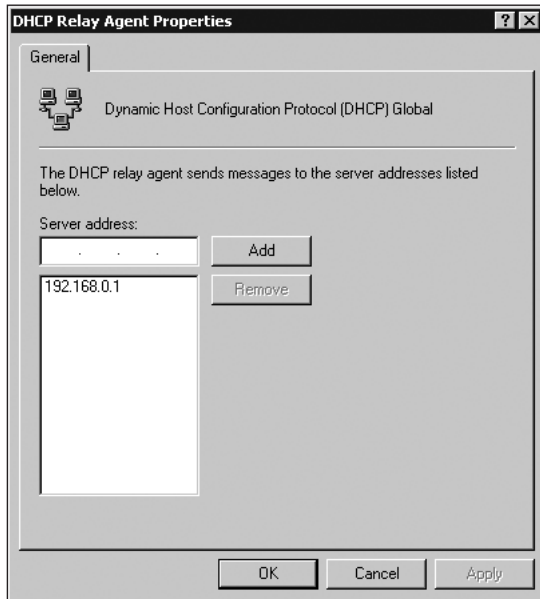 DHCP Relay Agent Properties
General
Dynamic Host Configuration Protocol (DHCP) Global
The DHCP relay agent sends messages to the server addresses listed
below.
Server address:
. . .
Add
192.168.0.1
Remove
OK
Cancel
Apply